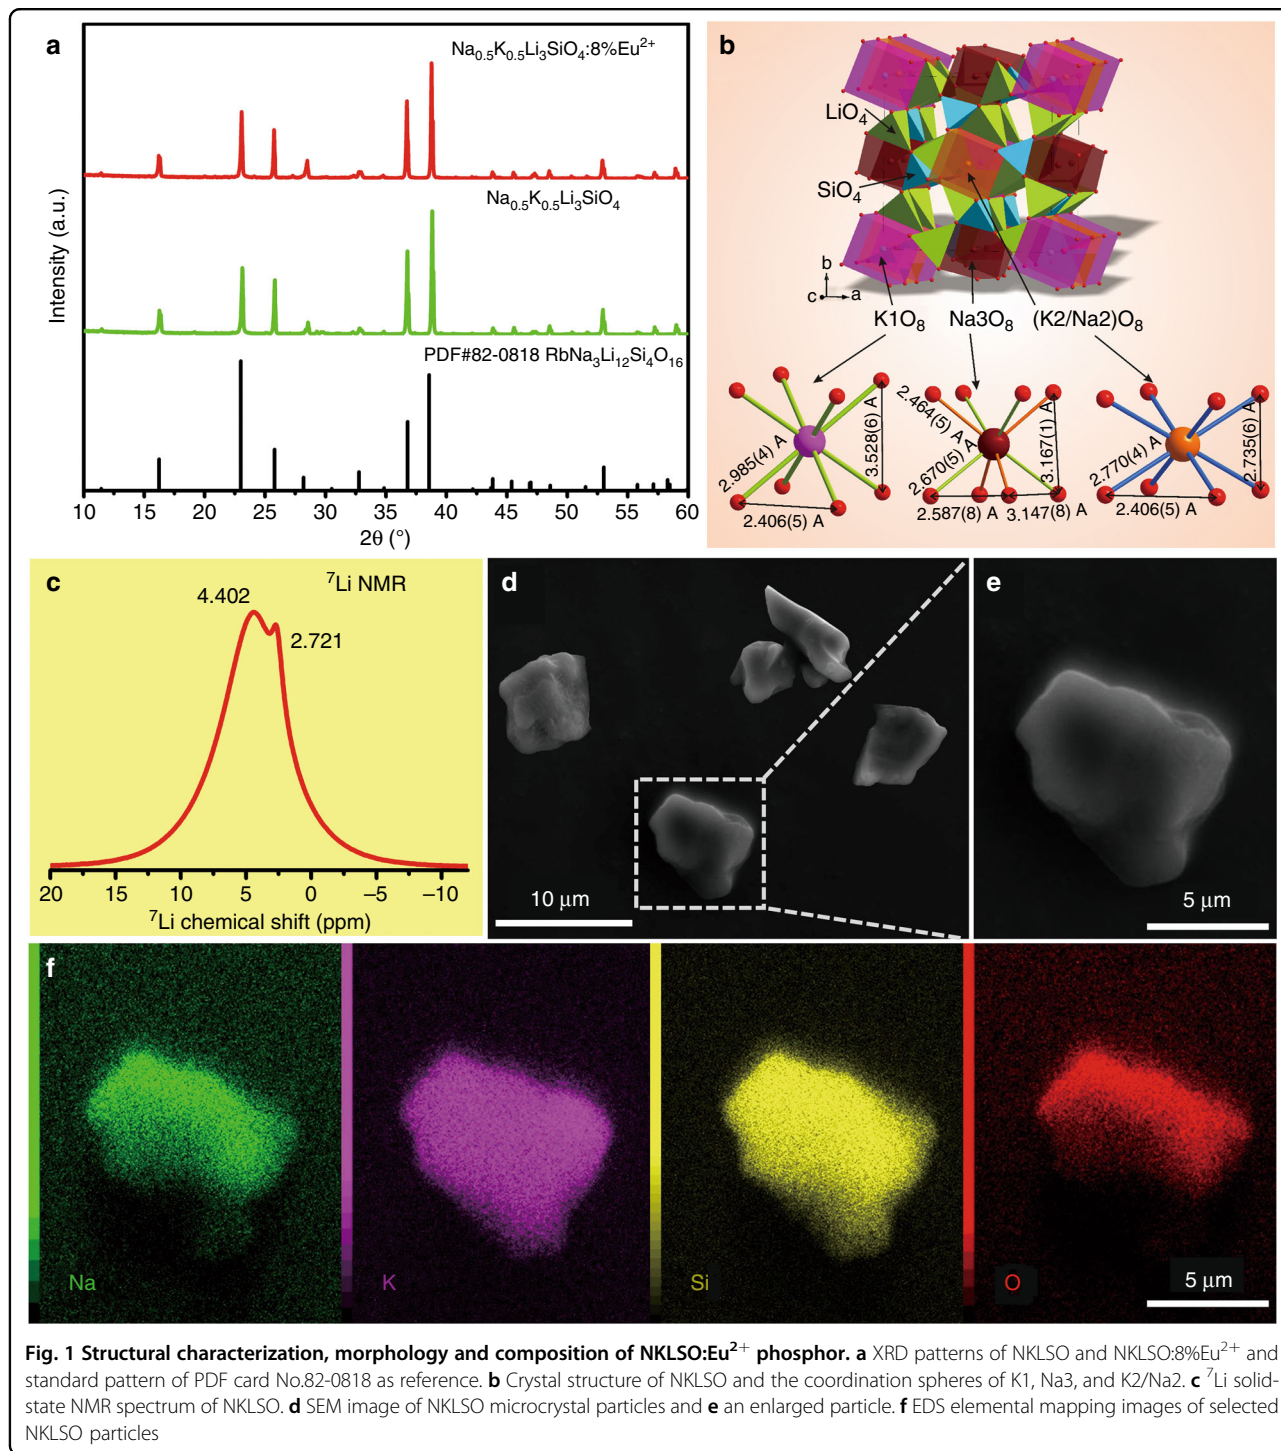 a
Na0.5K0.5Li3SiO4:8%Eu2+
Na0.5K0.5Li3SiO4
PDF#82-0818 RbNa3Li12Si4O16
Intensity (a.u.)
10 15 20 25 30 35 40 45 50 55 60
2θ (°)
b
LiO4
SiO4
b
c
a
K1O8 Na3O8 (K2/Na2)O8
2.985(4) A
3.528(6) A
2.406(5) A
2.464(5) A
2.670(5) A
3.167(1) A
2.587(8) A
3.147(8) A
2.770(4) A
2.735(6) A
2.406(5) A
c
7Li NMR
4.402
2.721
20 15 10 5 0 −5 −10
7Li chemical shift (ppm)
d
10 μm
e
5 μm
f
Na
K
Si
O
5 μm
Fig. 1 Structural characterization, morphology and composition of NKLSO:Eu2+ phosphor. a XRD patterns of NKLSO and NKLSO:8%Eu2+ and
standard pattern of PDF card No.82-0818 as reference. b Crystal structure of NKLSO and the coordination spheres of K1, Na3, and K2/Na2. c 7Li solid-
state NMR spectrum of NKLSO. d SEM image of NKLSO microcrystal particles and e an enlarged particle. f EDS elemental mapping images of selected
NKLSO particles